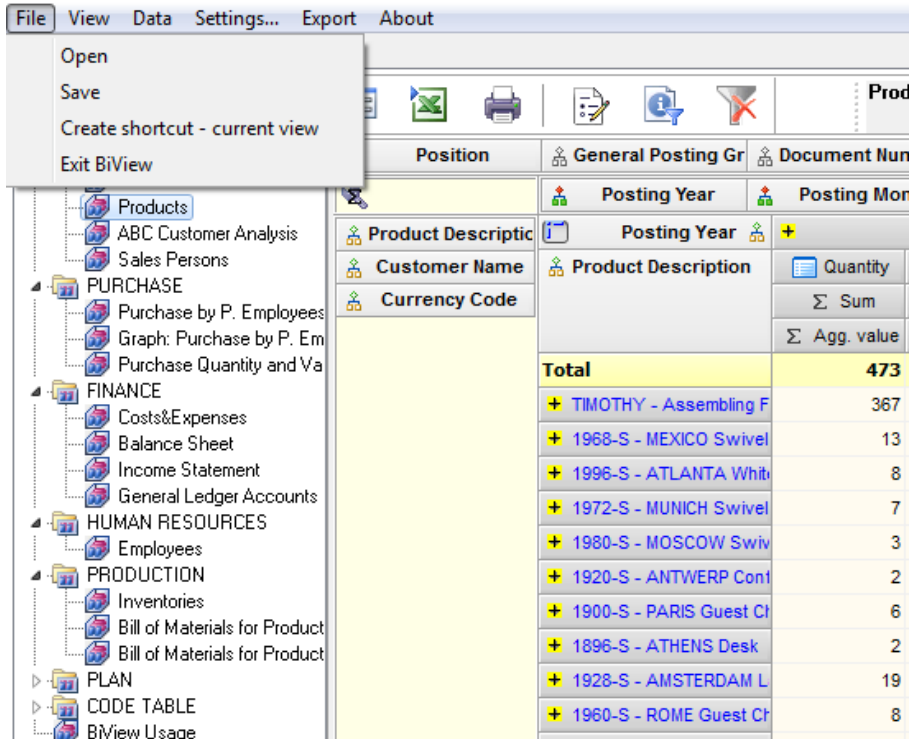 File View Data Settings... Export About
Open
Save
Create shortcut - current view
Exit BiView
Products
ABC Customer Analysis
Sales Persons
PURCHASE
Purchase by P. Employees
Graph: Purchase by P. Em
Purchase Quantity and Va
FINANCE
Costs&Expenses
Balance Sheet
Income Statement
General Ledger Accounts
HUMAN RESOURCES
Employees
PRODUCTION
Inventories
Bill of Materials for Product
Bill of Materials for Product
PLAN
CODE TABLE
BiView Usage
Prod
Position General Posting Gr Document Num
Posting Year Posting Mon
Product Descriptic
Customer Name
Currency Code
Posting Year
Product Description
Quantity
Σ Sum
Σ Agg. value
Total 473
TIMOTHY - Assembling F 367
1968-S - MEXICO Swivel 13
1996-S - ATLANTA White 8
1972-S - MUNICH Swivel 7
1980-S - MOSCOW Swiv 3
1920-S - ANTWERP Conf 2
1900-S - PARIS Guest Ch 6
1896-S - ATHENS Desk 2
1928-S - AMSTERDAM L 19
1960-S - ROME Guest Ch 8